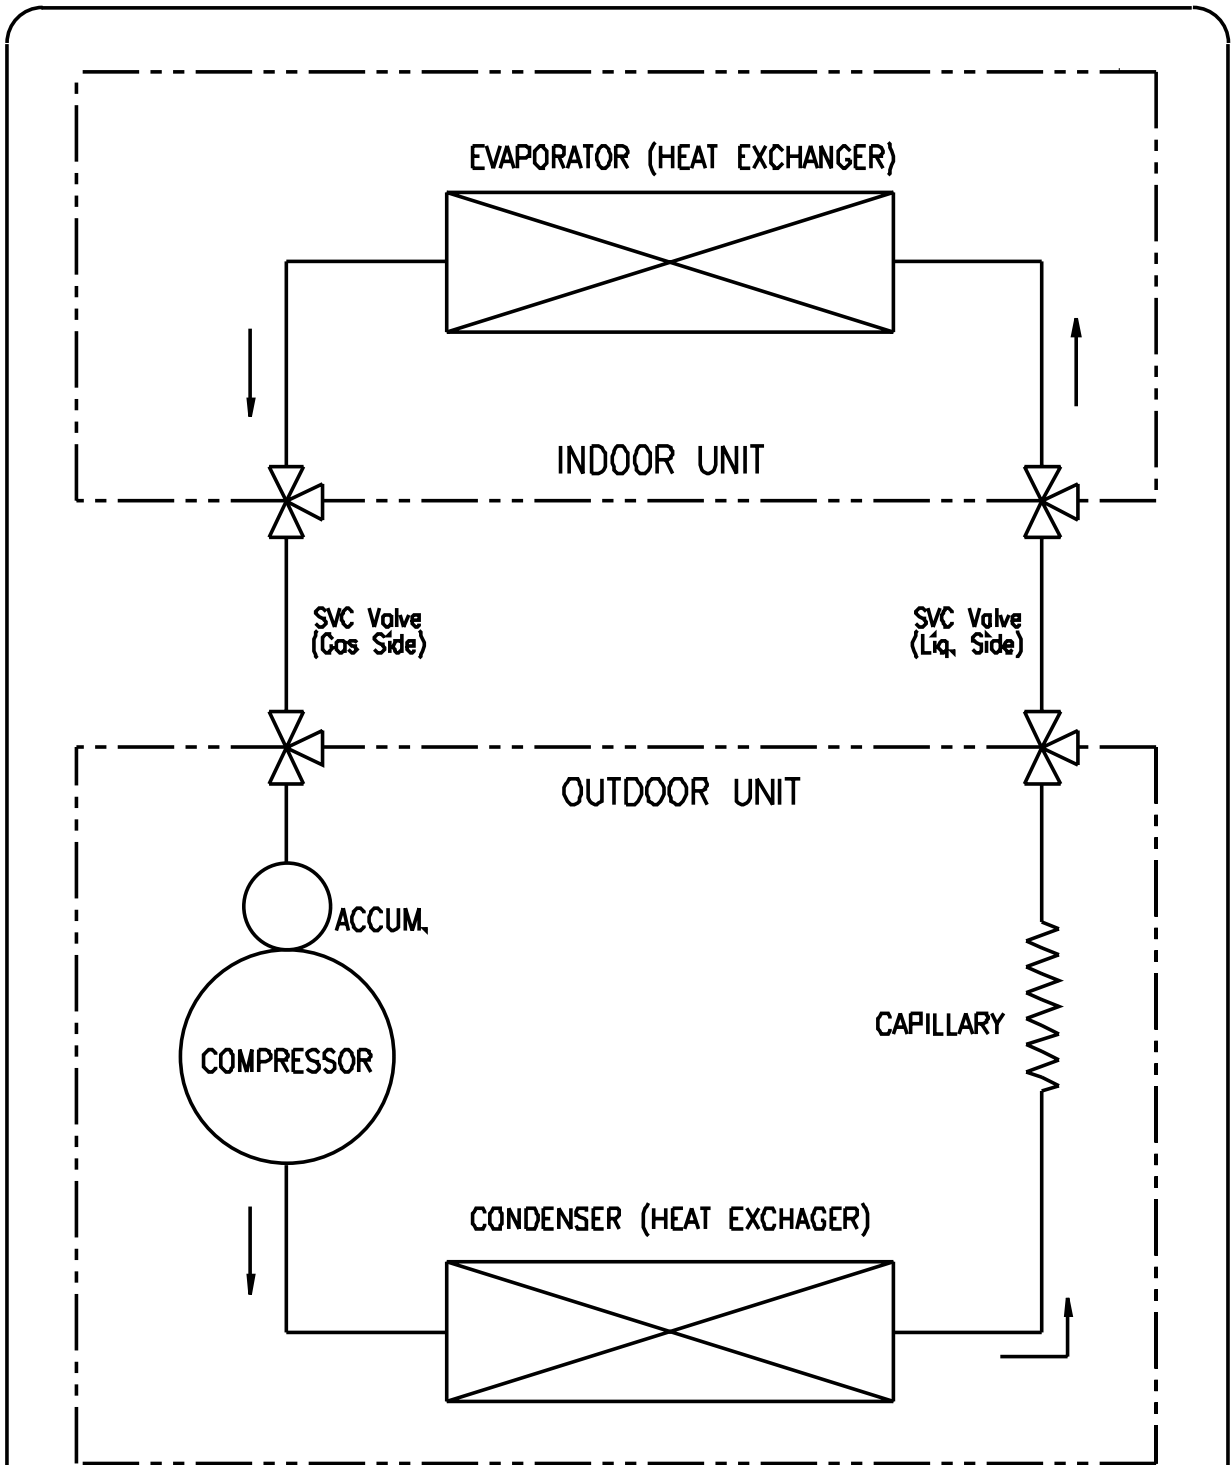 EVAPORATOR (HEAT EXCHANGER)
INDOOR UNIT
SVC Valve
(Gas Side)
SVC Valve
(Liq. Side)
OUTDOOR UNIT
ACCUM.
CAPILLARY
COMPRESSOR
CONDENSER (HEAT EXCHAGER)